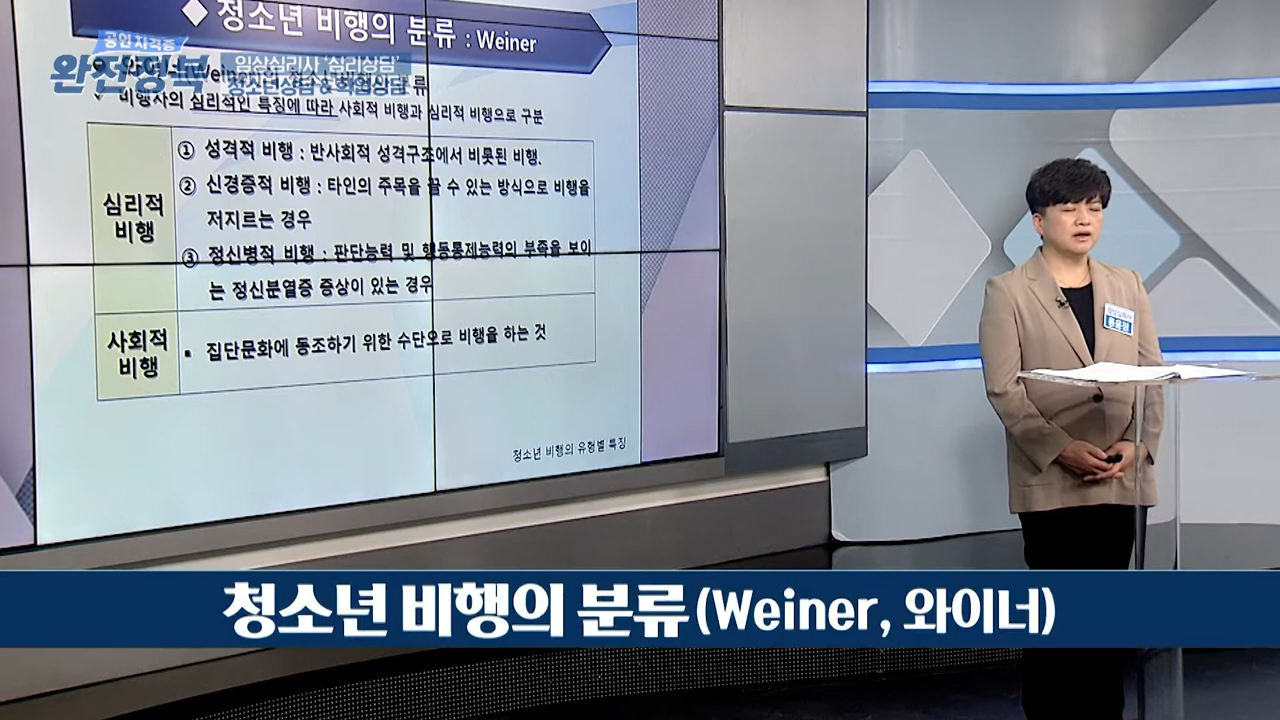 ◆ 청소년 비행의 분류 : Weiner
공인 자격증
완전정복
임상심리사 '심리상담'
청소년상담 & 직업상담
(Weiner)의
분류
✓ 비행자의 심리적인 특징에 따라 사회적 비행과 심리적 비행으로 구분
심리적
비행
① 성격적 비행 : 반사회적 성격구조에서 비롯된 비행.
② 신경증적 비행 : 타인의 주목을 끌 수 있는 방식으로 비행을
저지르는 경우
③ 정신병적 비행 : 판단능력 및 행동통제능력의 부족을 보이
는 정신분열증 증상이 있는 경우
사회적
비행
▪ 집단문화에 동조하기 위한 수단으로 비행을 하는 것
청소년 비행의 유형별 특징
임상심리사
청소년 비행의 분류(Weiner, 와이너)